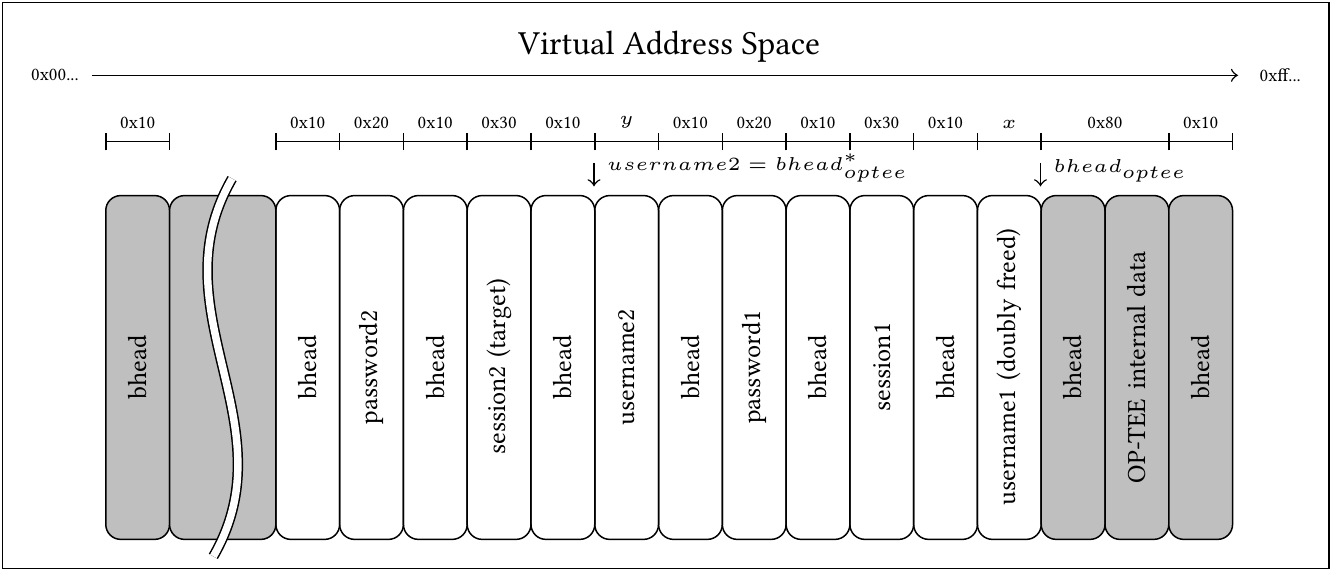 Virtual Address Space
0x00... 0xff...
0x10 0x10 0x20 0x10 0x30 0x10 y 0x10 0x20 0x10 0x30 0x10 x 0x80 0x10
username2 = bhead*optee bheadoptee
bhead
bhead
password2
bhead
session2 (target)
bhead
username2
bhead
password1
bhead
session1
bhead
username1 (doubly freed)
bhead
OP-TEE internal data
bhead